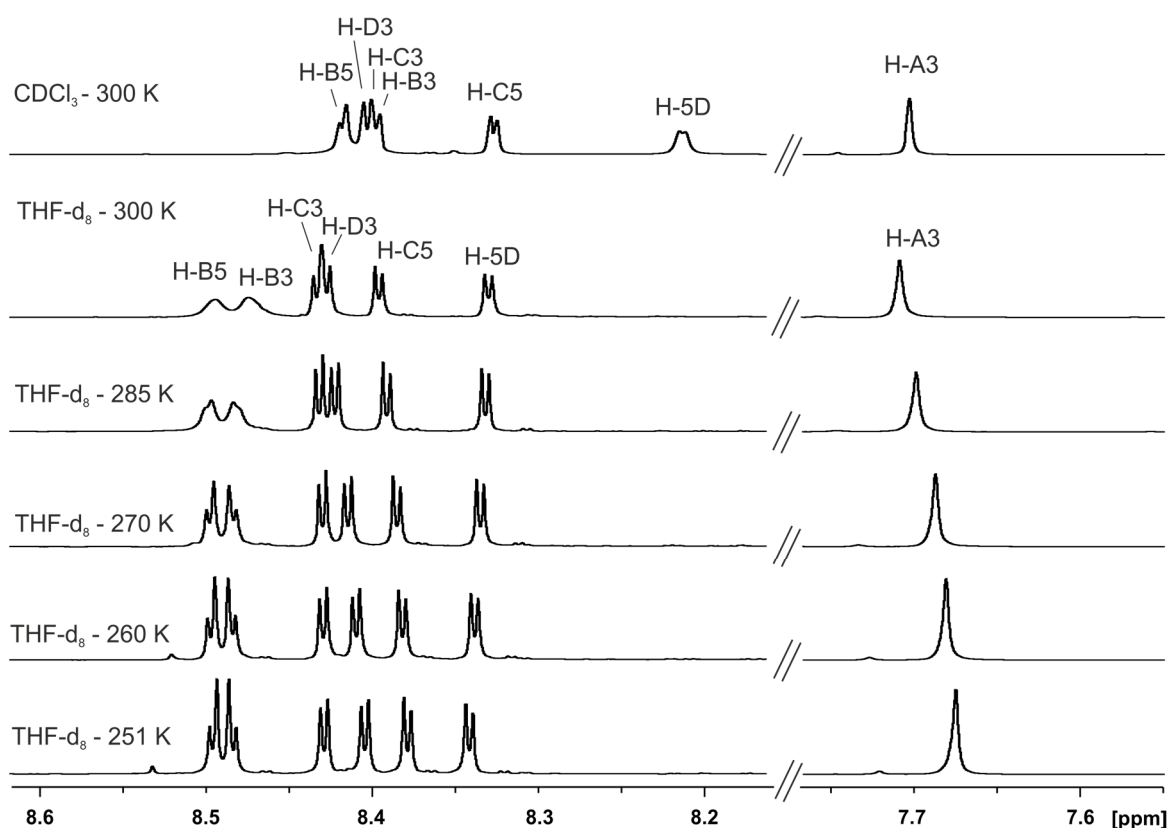 H-D3
H-C3
H-B5
H-B3
H-C5
H-5D
H-A3
CDCl₃ - 300 K
THF-d₈ - 300 K
H-C3
H-D3
H-B5
H-B3
H-C5
H-5D
H-A3
THF-d₈ - 285 K
THF-d₈ - 270 K
THF-d₈ - 260 K
THF-d₈ - 251 K
8.6 8.5 8.4 8.3 8.2 7.7 7.6 [ppm]